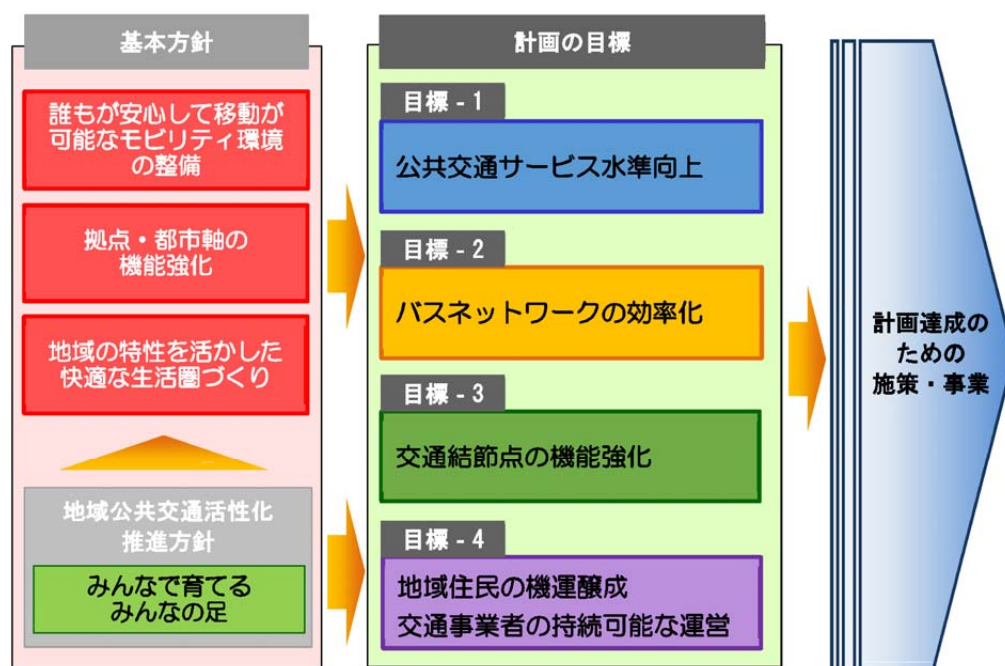 基本方針
誰もが安心して移動が
可能なモビリティ環境
の整備
拠点・都市軸の
機能強化
地域の特性を活かした
快適な生活圏づくり
地域公共交通活性化
推進方針
みんなで育てる
みんなの足
計画の目標
目標 - 1
公共交通サービス水準向上
目標 - 2
バスネットワークの効率化
目標 - 3
交通結節点の機能強化
目標 - 4
地域住民の機運醸成
交通事業者の持続可能な運営
計画達成の
ための
施策・事業